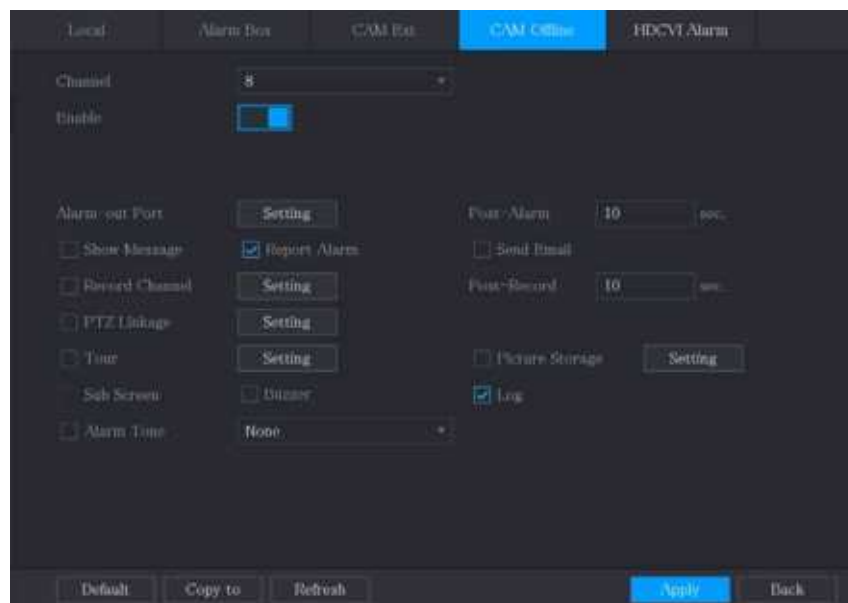 Local Alarm Box CAM Ext CAM Offline HDCVI Alarm
Channel 8
Enable
Alarm-out Port Setting Post-Alarm 10 sec.
Show Message Report Alarm Send Email
Record Channel Setting Post-Record 10 sec.
PTZ Linkage Setting
Tour Setting Picture Storage Setting
Sub Screen Buzzer Log
Alarm Tone None
Default Copy to Refresh Apply Back